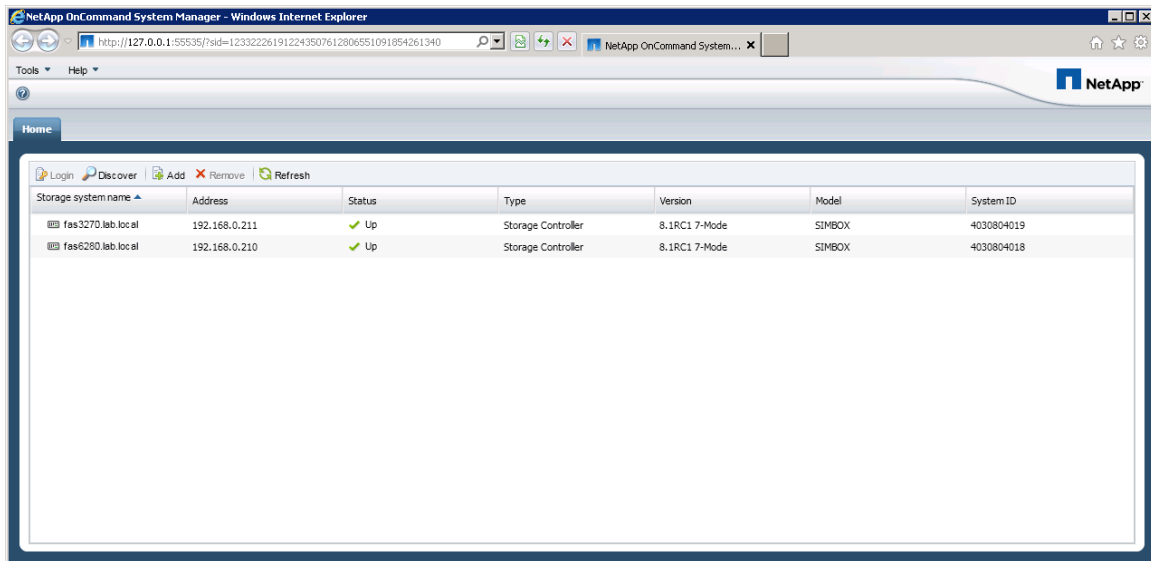 NetApp OnCommand System Manager - Windows Internet Explorer
http://127.0.0.1:55535/?sid=12332226191224350761280655109185426​1340 NetApp OnCommand System...
Tools Help
NetApp
Home
Login Discover Add Remove Refresh
Storage system name Address Status Type Version Model System ID
fas3270.lab.local 192.168.0.211 Up Storage Controller 8.1RC1 7-Mode SIMBOX 4030804019
fas6280.lab.local 192.168.0.210 Up Storage Controller 8.1RC1 7-Mode SIMBOX 4030804018